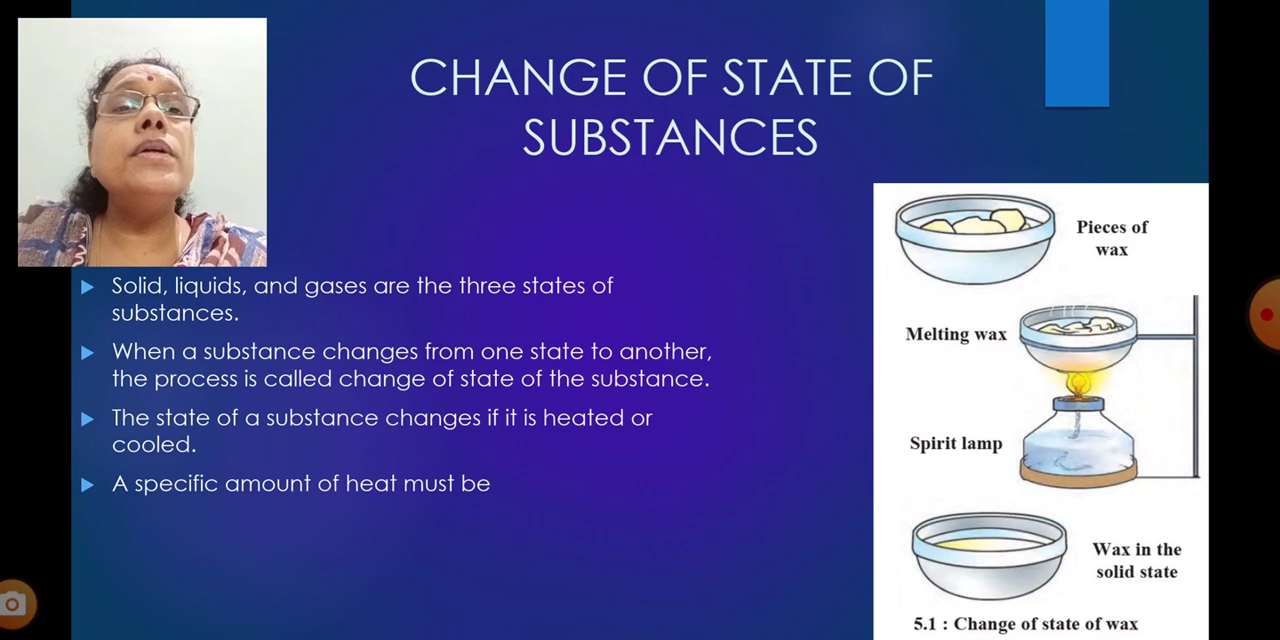 CHANGE OF STATE OF
SUBSTANCES
Solid, liquids, and gases are the three states of
substances.
When a substance changes from one state to another,
the process is called change of state of the substance.
The state of a substance changes if it is heated or
cooled.
A specific amount of heat must be
Pieces of
wax
Melting wax
Spirit lamp
Wax in the
solid state
5.1 : Change of state of wax